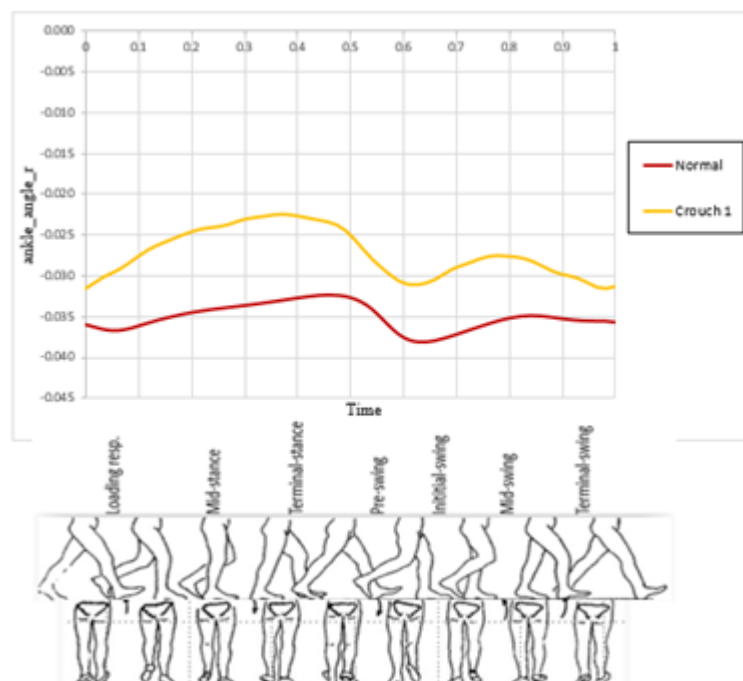 0.000
0 0.1 0.2 0.3 0.4 0.5 0.6 0.7 0.8 0.9 1
-0.005
-0.010
-0.015
-0.020
-0.025
-0.030
-0.035
-0.040
-0.045
ankle_angle_r
Time
Normal
Crouch 1
Loading resp.
Mid-stance
Terminal-stance
Pre-swing
Inititial-swing
Mid-swing
Terminal-swing